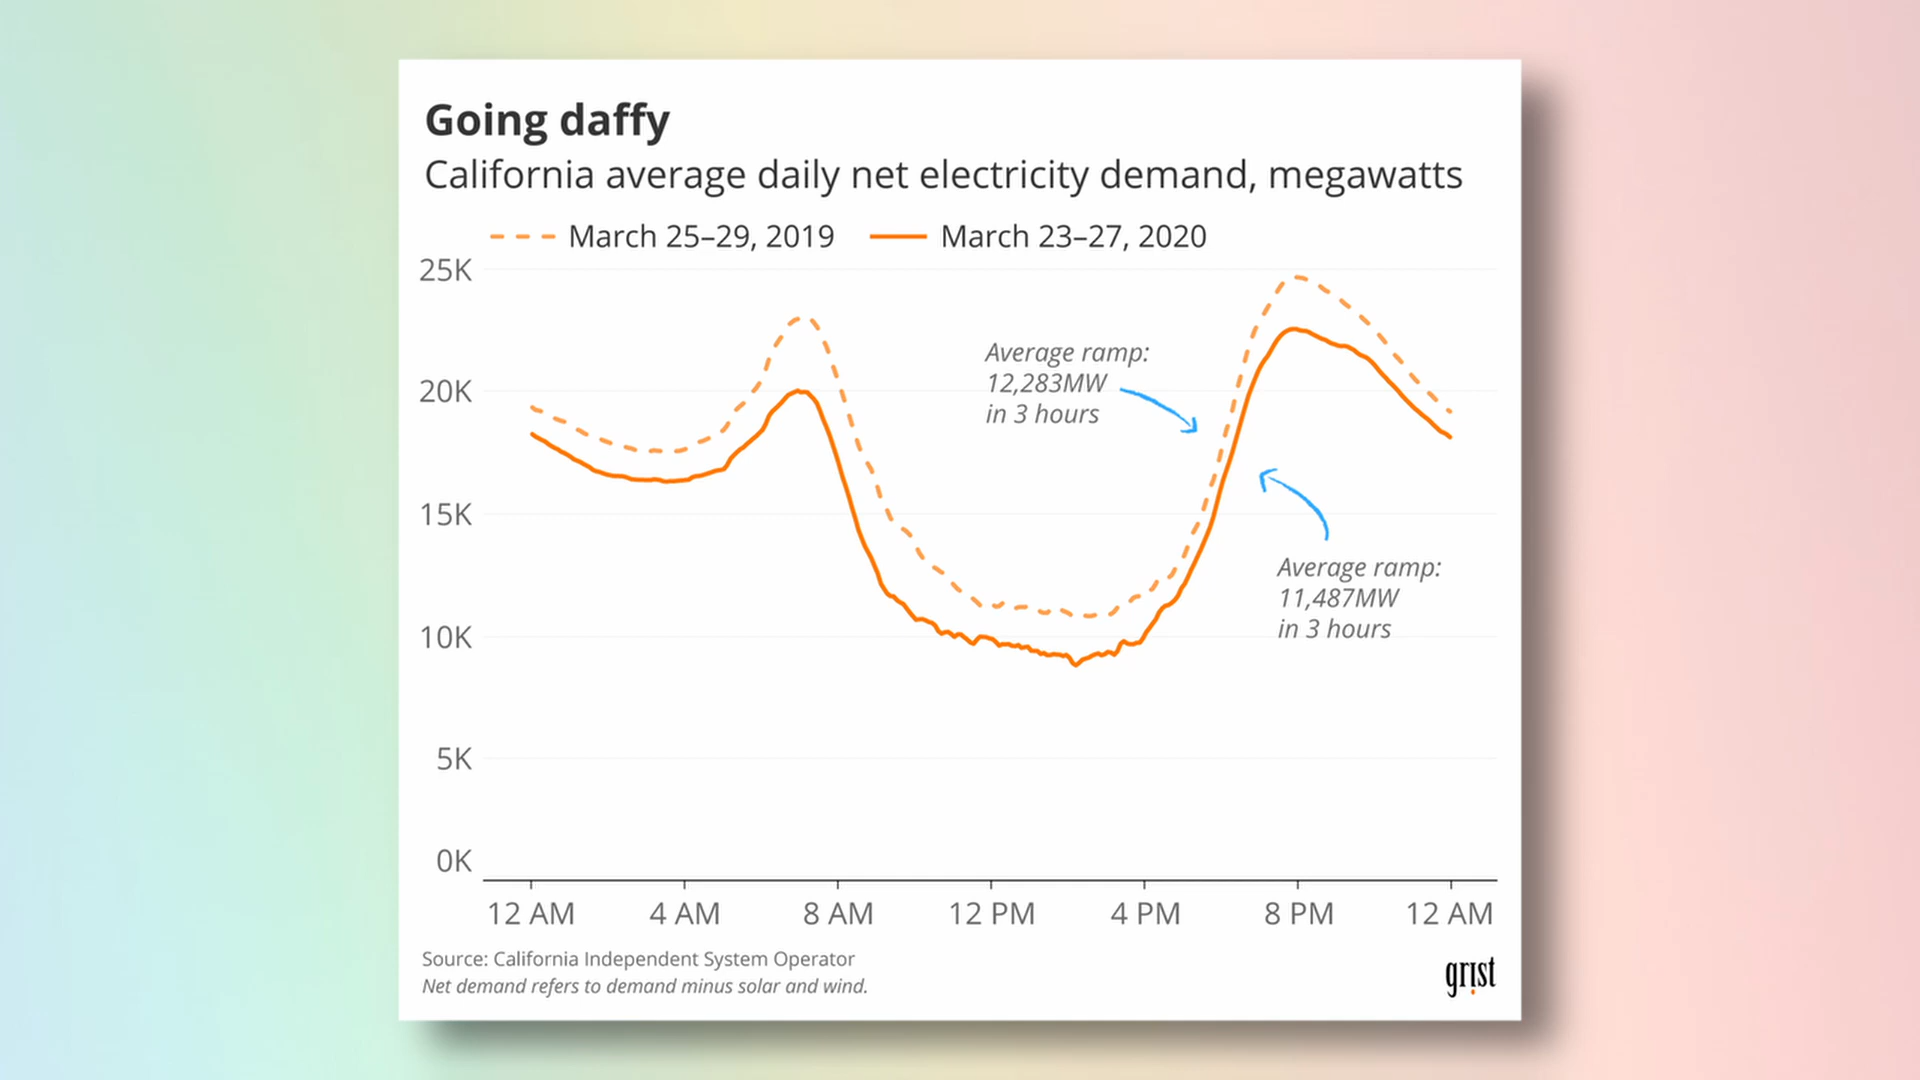 Going daffy
California average daily net electricity demand, megawatts
March 25–29, 2019 March 23–27, 2020
25K
20K
15K
10K
5K
0K
Average ramp:
12,283MW
in 3 hours
Average ramp:
11,487MW
in 3 hours
12 AM 4 AM 8 AM 12 PM 4 PM 8 PM 12 AM
Source: California Independent System Operator
Net demand refers to demand minus solar and wind.
grist